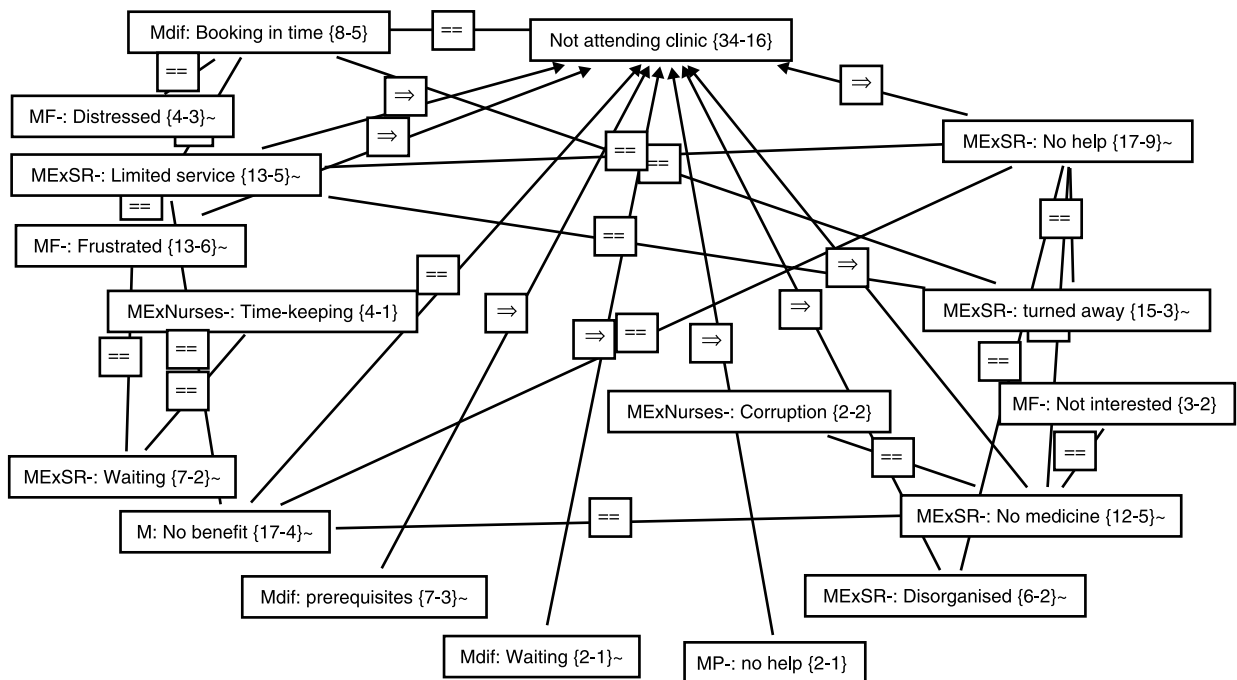 Mdif: Booking in time {8-5}
==
Not attending clinic {34-16}
==
⇒
⇒
MF-: Distressed {4-3}~
⇒
MExSR-: No help {17-9}~
==
==
MExSR-: Limited service {13-5}~
==
==
MF-: Frustrated {13-6}~
==
==
⇒
MExNurses-: Time-keeping {4-1}
⇒
⇒
MExSR-: turned away {15-3}~
==
==
⇒
==
⇒
==
==
MExNurses-: Corruption {2-2}
MF-: Not interested {3-2}
==
==
MExSR-: Waiting {7-2}~
M: No benefit {17-4}~
==
MExSR-: No medicine {12-5}~
Mdif: prerequisites {7-3}~
MExSR-: Disorganised {6-2}~
Mdif: Waiting {2-1}~
MP-: no help {2-1}